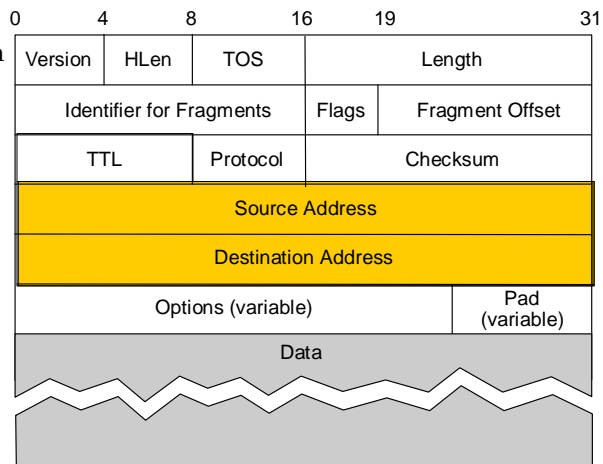 0 4 8 16 19 31
n
Version HLen TOS Length
Identifier for Fragments Flags Fragment Offset
TTL Protocol Checksum
Source Address
Destination Address
Options (variable) Pad (variable)
Data